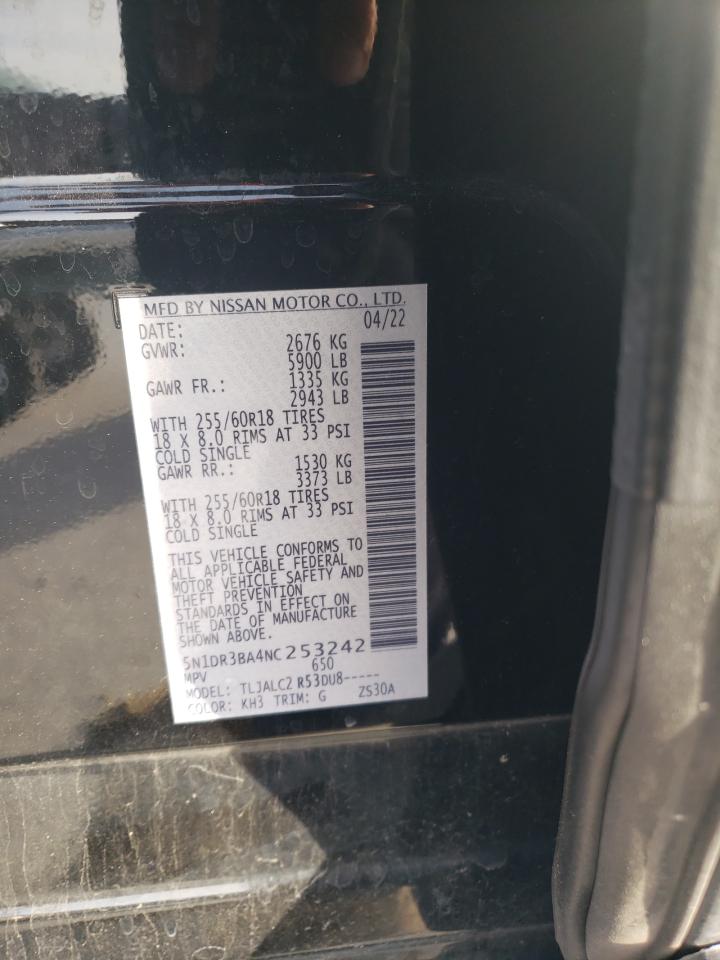 MFD BY NISSAN MOTOR CO., LTD.
DATE: 04/22
GVWR: 2676 KG
5900 LB
GAWR FR.: 1335 KG
2943 LB
WITH 255/60R18 TIRES
18 X 8.0 RIMS AT 33 PSI
COLD SINGLE
GAWR RR.: 1530 KG
3373 LB
WITH 255/60R18 TIRES
18 X 8.0 RIMS AT 33 PSI
COLD SINGLE
THIS VEHICLE CONFORMS TO
ALL APPLICABLE FEDERAL
MOTOR VEHICLE SAFETY AND
THEFT PREVENTION
STANDARDS IN EFFECT ON
THE DATE OF MANUFACTURE
SHOWN ABOVE.
5N1DR3BA4NC253242
MPV 650
MODEL: TLJALC2 R53DU8-----
COLOR: KH3 TRIM: G ZS30A